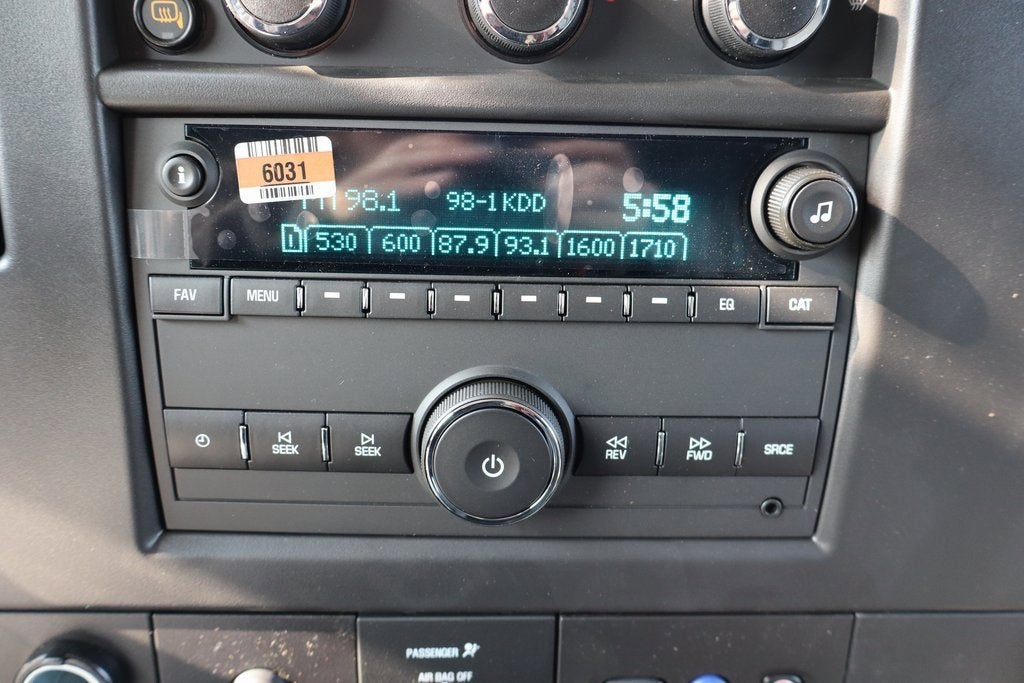 6031
98.1 98-1 KDD 5:58
1 530 600 87.9 93.1 1600 1710
FAV MENU EQ CAT
SEEK SEEK REV FWD SRCE
PASSENGER
AIR BAG OFF